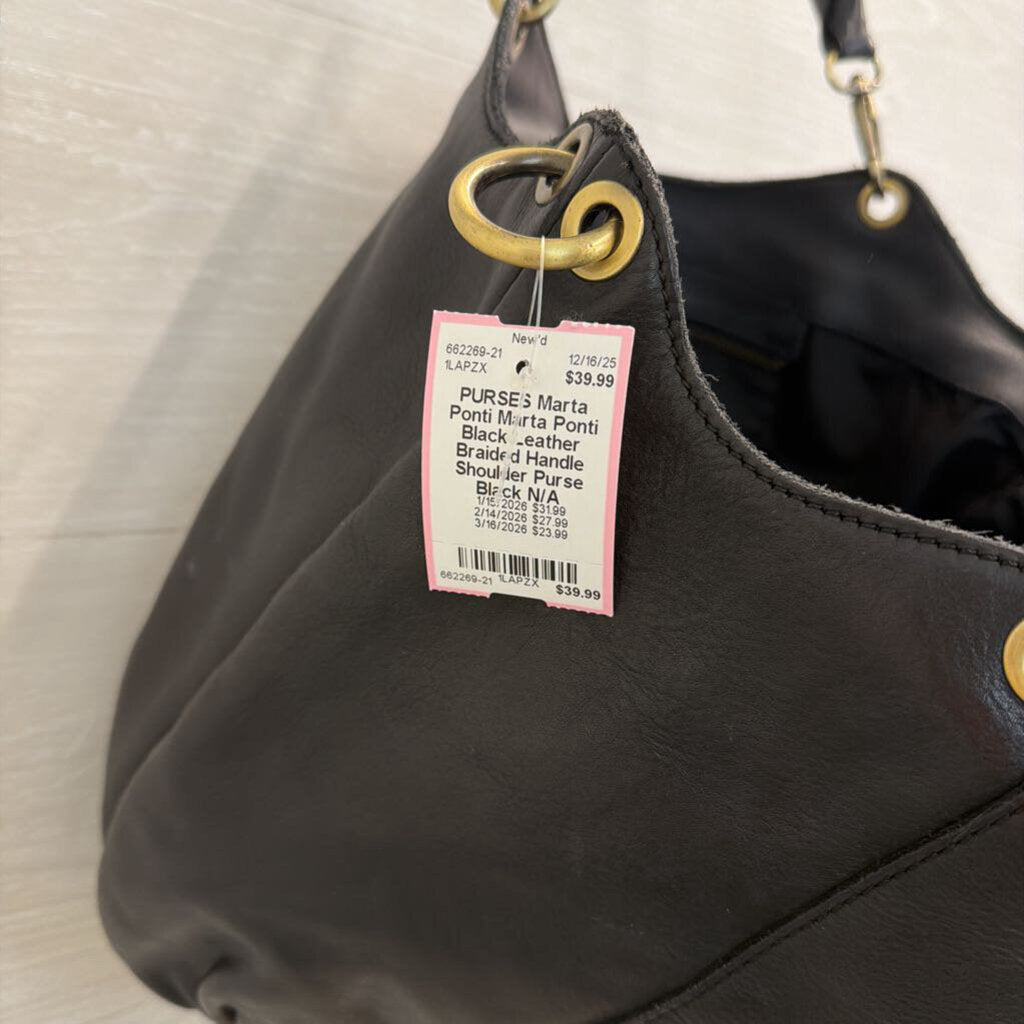 New'd
662269-21 12/16/25
1LAPZX $39.99
PURSES Marta
Ponti Marta Ponti
Black Leather
Braided Handle
Shoulder Purse
Black N/A
1/15/2026 $31.99
2/14/2026 $27.99
3/16/2026 $23.99
662269-21 1LAPZX $39.99